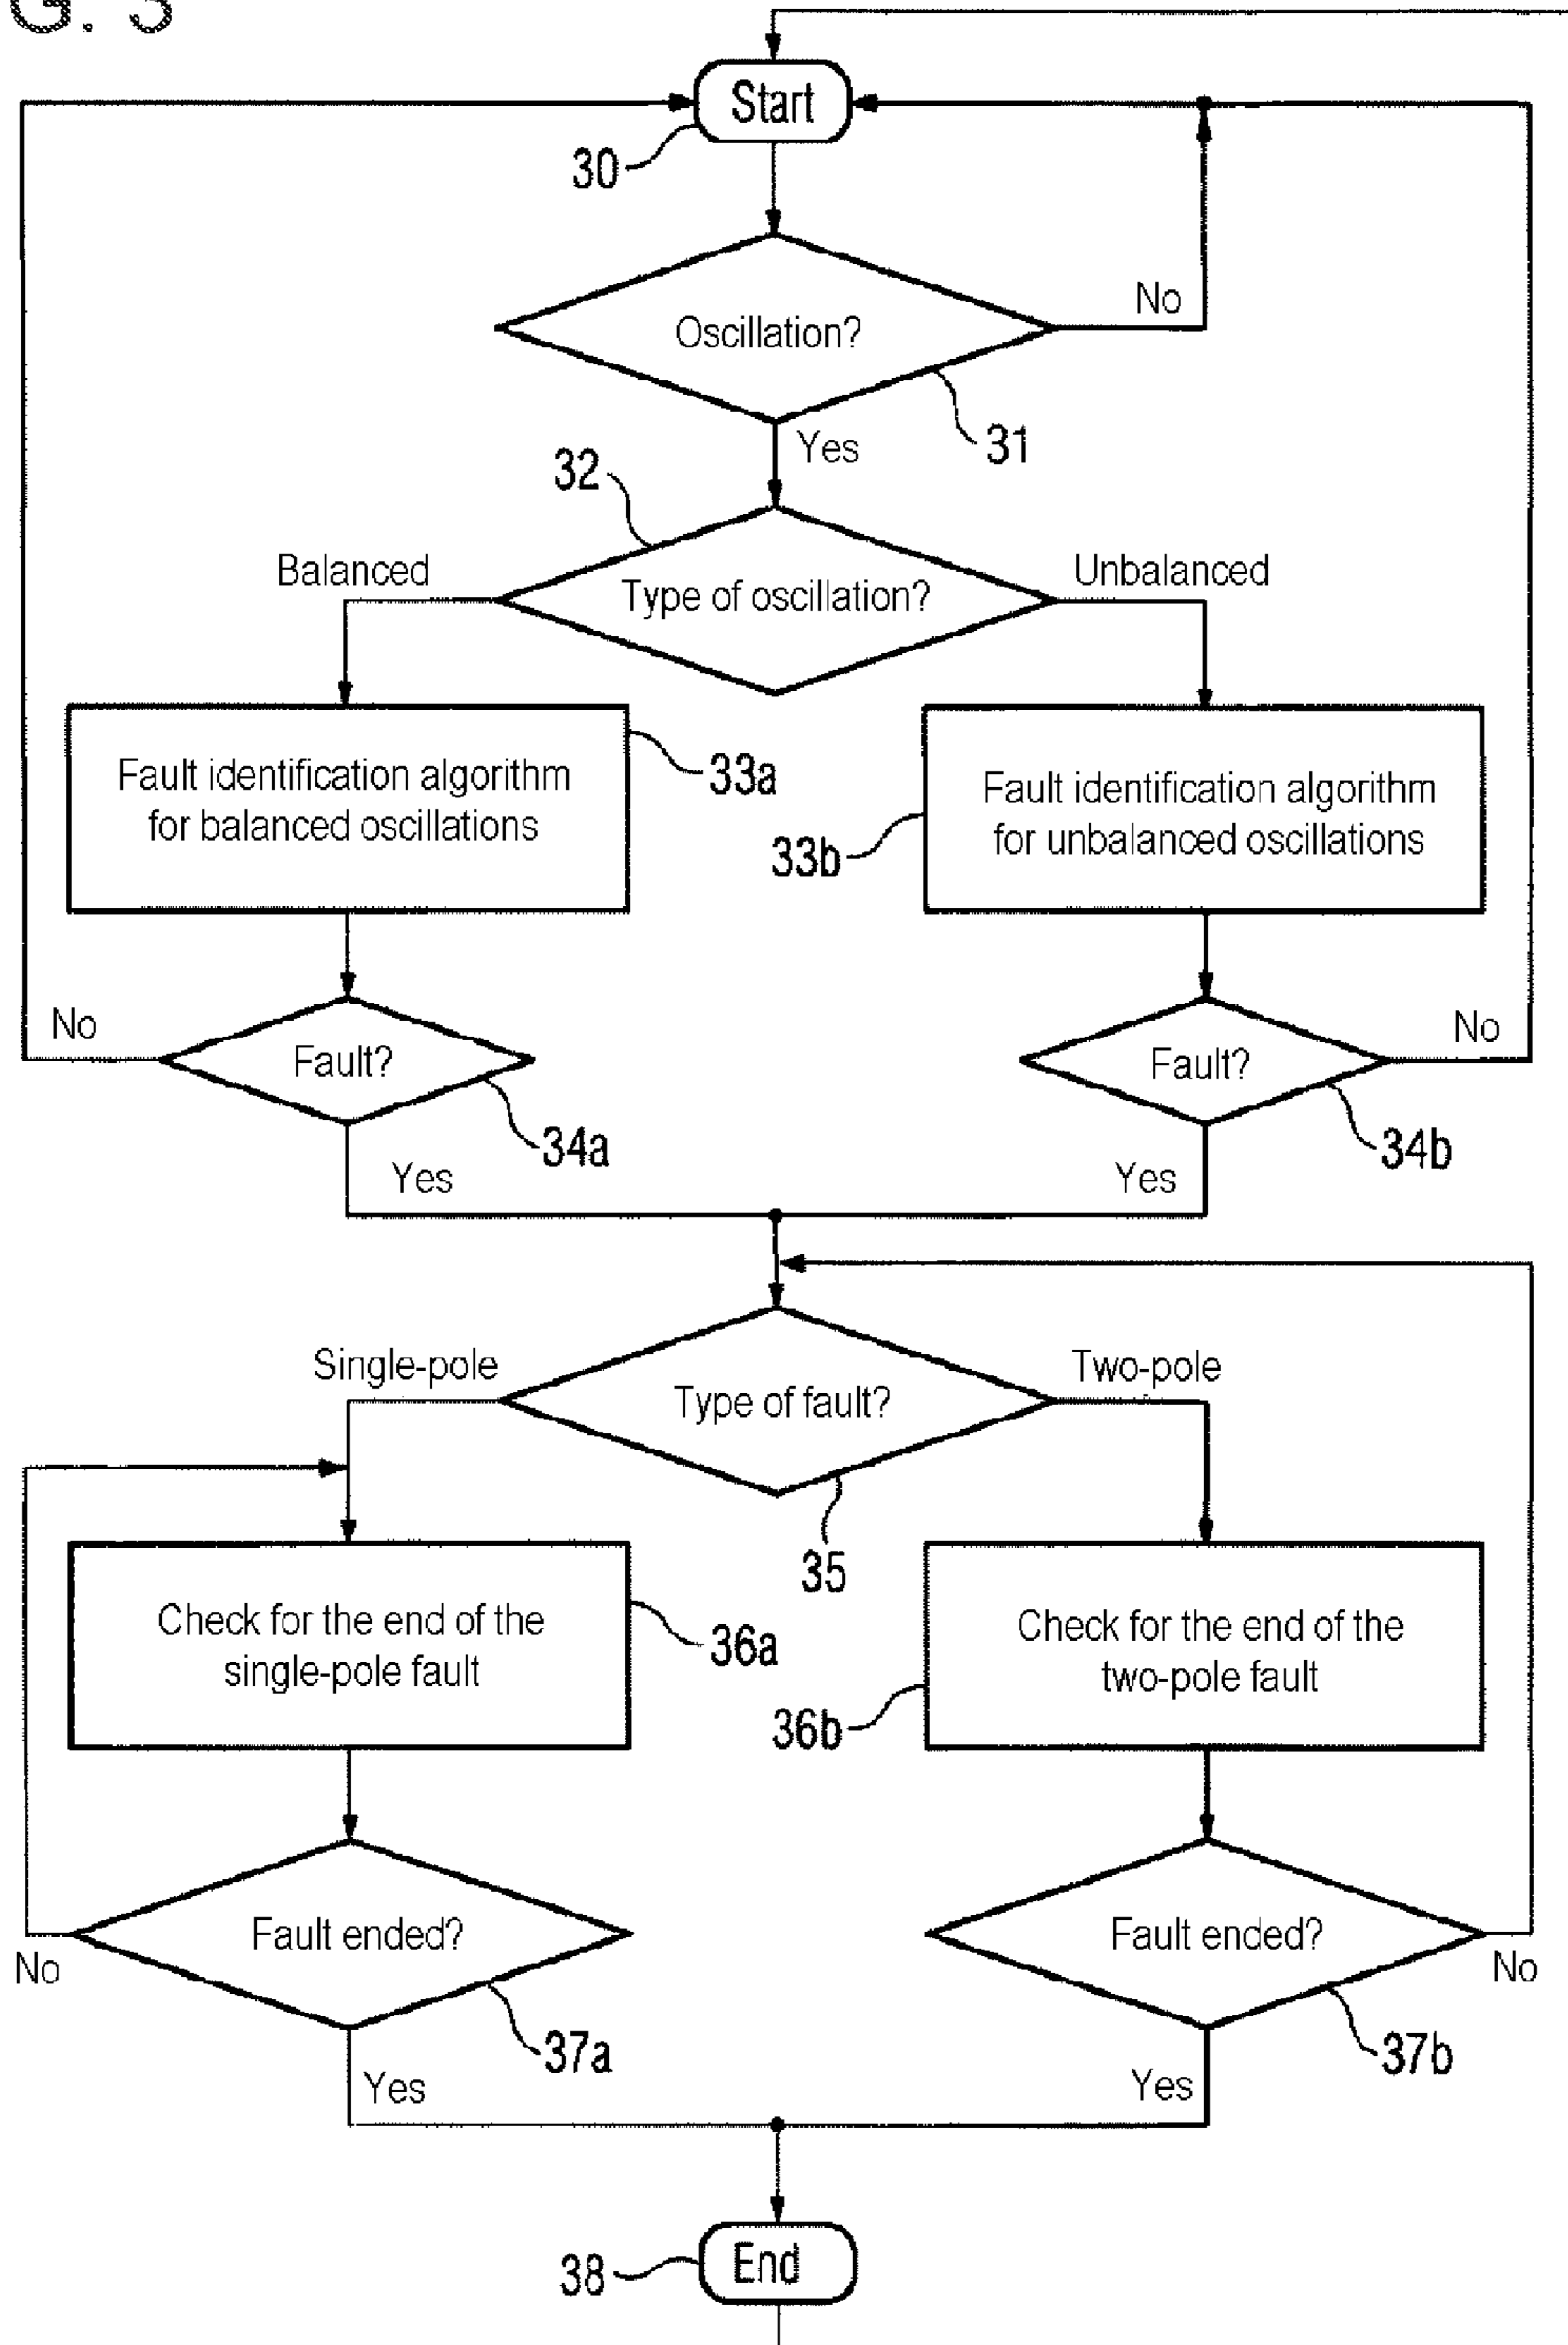 G. 3
Start
30
No
Oscillation?
31
Yes
32
Balanced
Unbalanced
Type of oscillation?
33a
Fault identification algorithm
for balanced oscillations
Fault identification algorithm
for unbalanced oscillations
33b
No
Fault?
34a
Yes
No
Fault?
34b
Yes
Single-pole
Two-pole
Type of fault?
35
Check for the end of the
single-pole fault
36a
Check for the end of the
two-pole fault
36b
Fault ended?
No
37a
Yes
Fault ended?
No
37b
Yes
38
End